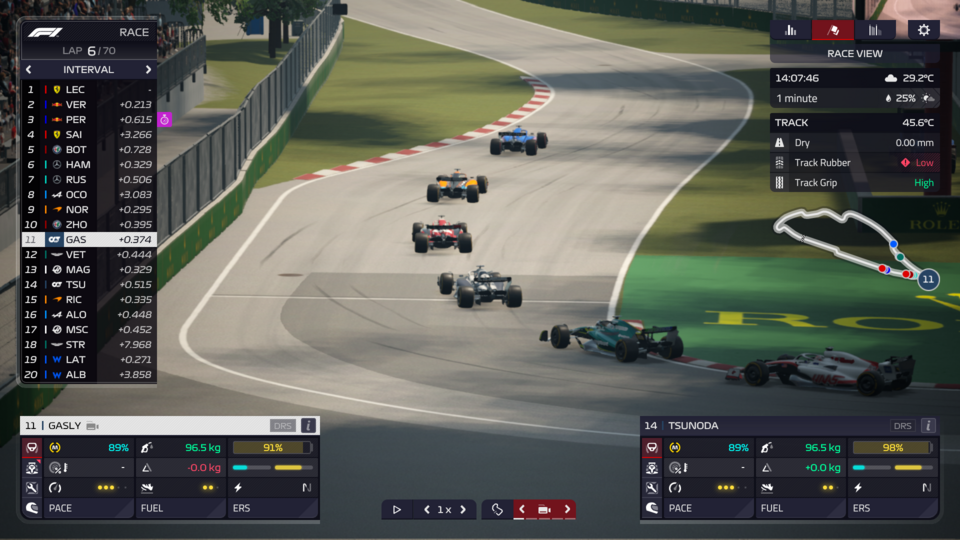 F1 RACE
LAP 6/70
INTERVAL
1 LEC -
2 VER +0.213
3 PER +0.615
4 SAI +3.266
5 BOT +0.728
6 HAM +0.329
7 RUS +0.506
8 OCO +3.083
9 NOR +0.295
10 ZHO +0.395
11 GAS +0.374
12 VET +0.444
13 MAG +0.329
14 TSU +0.515
15 RIC +0.335
16 ALO +0.448
17 MSC +0.452
18 STR +7.968
19 LAT +0.271
20 ALB +3.858
RACE VIEW
14:07:46 29.2°C
1 minute 25%
TRACK 45.6°C
Dry 0.00 mm
Track Rubber Low
Track Grip High
11
ROLEX
HAAS
11 GASLY DRS i
M 89% 96.5 kg 91%
- -0.0 kg
N
PACE FUEL ERS
1x
14 TSUNODA DRS i
M 89% 96.5 kg 98%
- +0.0 kg
N
PACE FUEL ERS